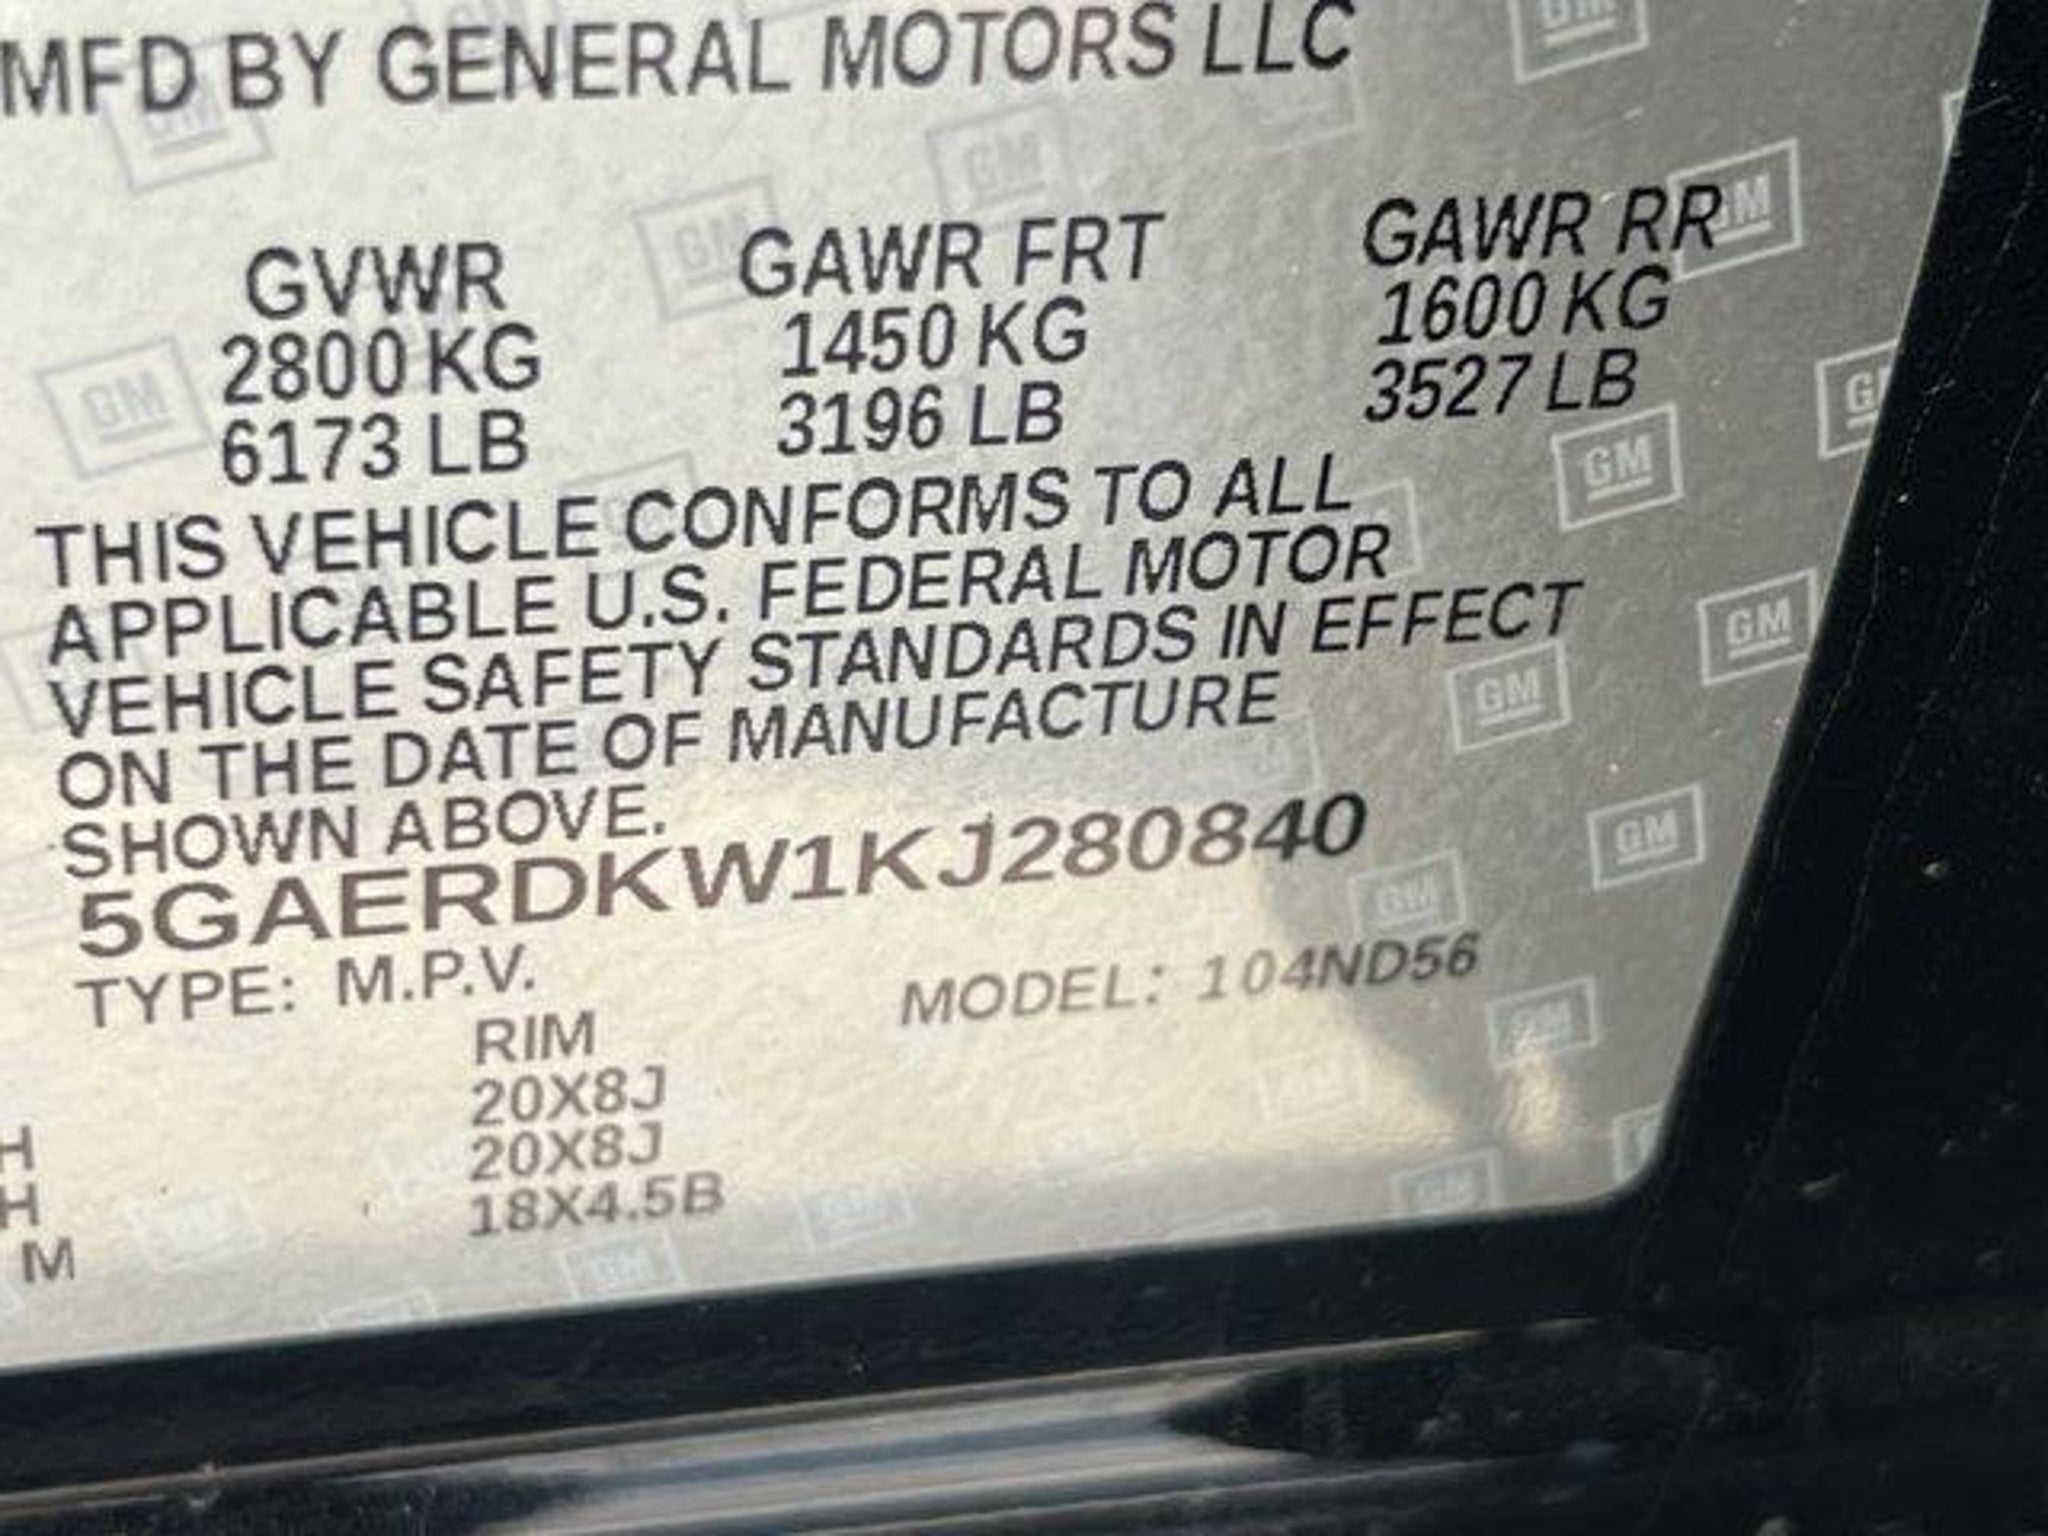 MFD BY GENERAL MOTORS LLC
GVWR GAWR FRT GAWR RR
2800 KG 1450 KG 1600 KG
6173 LB 3196 LB 3527 LB
THIS VEHICLE CONFORMS TO ALL
APPLICABLE U.S. FEDERAL MOTOR
VEHICLE SAFETY STANDARDS IN EFFECT
ON THE DATE OF MANUFACTURE
SHOWN ABOVE.
5GAERDKW1KJ280840
TYPE: M.P.V. MODEL: 104ND56
RIM
20X8J
H 20X8J
H 18X4.5B
M